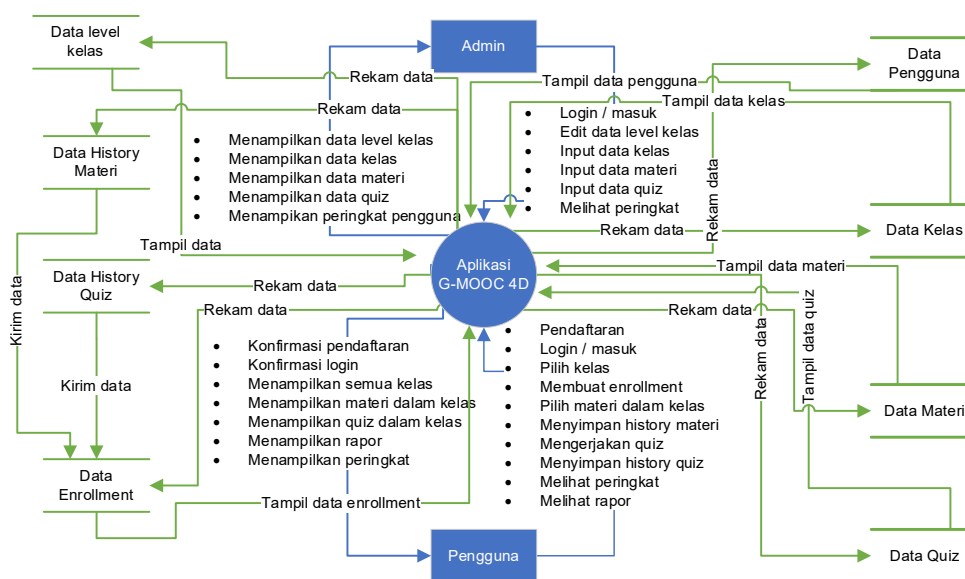 Data level
kelas
Admin
Data
Pengguna
Rekam data
Tampil data pengguna
Rekam data
Tampil data kelas
Data History
Materi
• Menampilkan data level kelas
• Menampilkan data kelas
• Menampilkan data materi
• Menampilkan data quiz
• Menampikan peringkat pengguna
• Login / masuk
• Edit data level kelas
• Input data kelas
• Input data materi
• Input data quiz
• Melihat peringkat
Rekam data
Rekam data
Data Kelas
Tampil data
Aplikasi
G-MOOC 4D
Tampil data materi
Data History
Quiz
Rekam data
Kirim data
Rekam data
Rekam data
Rekam data
Tampil data quiz
• Konfirmasi pendaftaran
• Konfirmasi login
• Menampilkan semua kelas
• Menampilkan materi dalam kelas
• Menampilkan quiz dalam kelas
• Menampilkan rapor
• Menampilkan peringkat
• Pendaftaran
• Login / masuk
• Pilih kelas
• Membuat enrollment
• Pilih materi dalam kelas
• Menyimpan history materi
• Mengerjakan quiz
• Menyimpan history quiz
• Melihat peringkat
• Melihat rapor
Kirim data
Data Materi
Data
Enrollment
Tampil data enrollment
Pengguna
Data Quiz